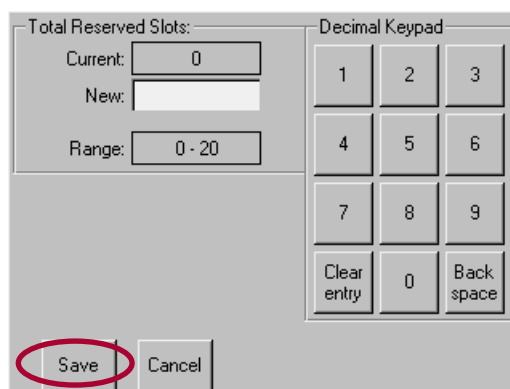 Total Reserved Slots:
Current: 0
New:
Range: 0 - 20
Decimal Keypad
1 2 3
4 5 6
7 8 9
Clear entry 0 Back space
Save Cancel